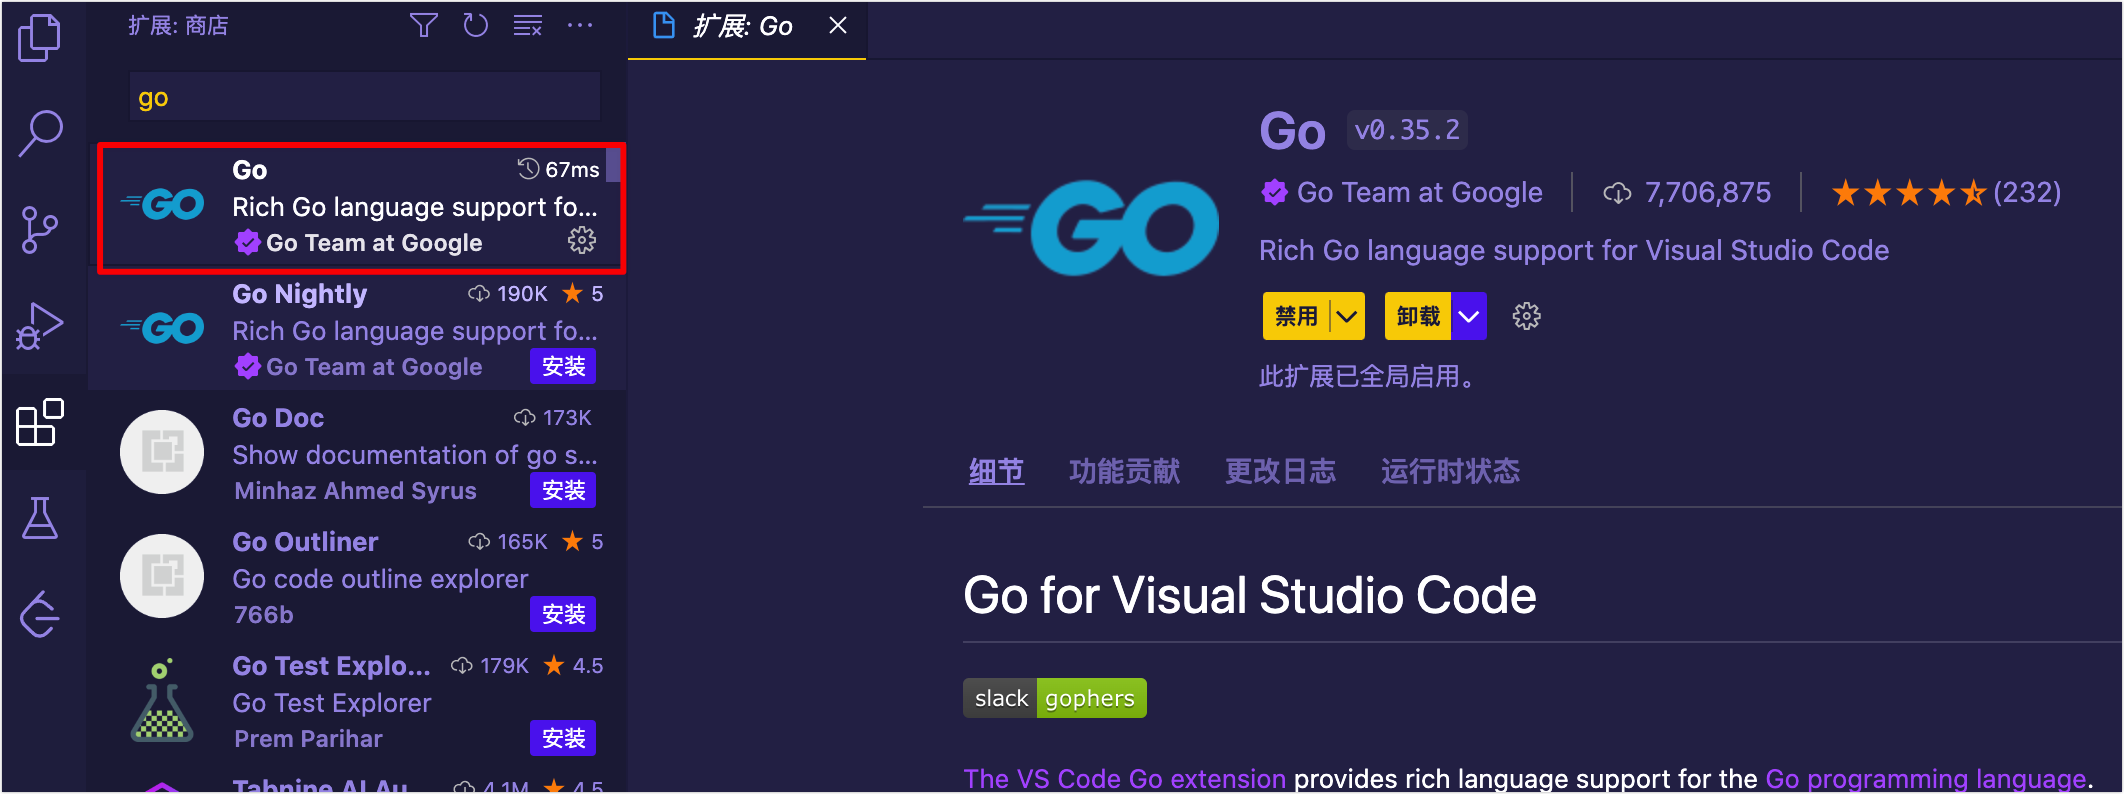 扩展: 商店
go
Go 67ms
Rich Go language support fo...
Go Team at Google
Go Nightly 190K 5
Rich Go language support fo...
Go Team at Google 安装
Go Doc 173K
Show documentation of go s...
Minhaz Ahmed Syrus 安装
Go Outliner 165K 5
Go code outline explorer
766b 安装
Go Test Explo... 179K 4.5
Go Test Explorer
Prem Parihar 安装
Tabnine AI Au... 4.1M 4.5
扩展: Go
GO
Go v0.35.2
Go Team at Google 7,706,875 (232)
Rich Go language support for Visual Studio Code
禁用 卸载
此扩展已全局启用。
细节 功能贡献 更改日志 运行时状态
Go for Visual Studio Code
slack gophers
The VS Code Go extension provides rich language support for the Go programming language.